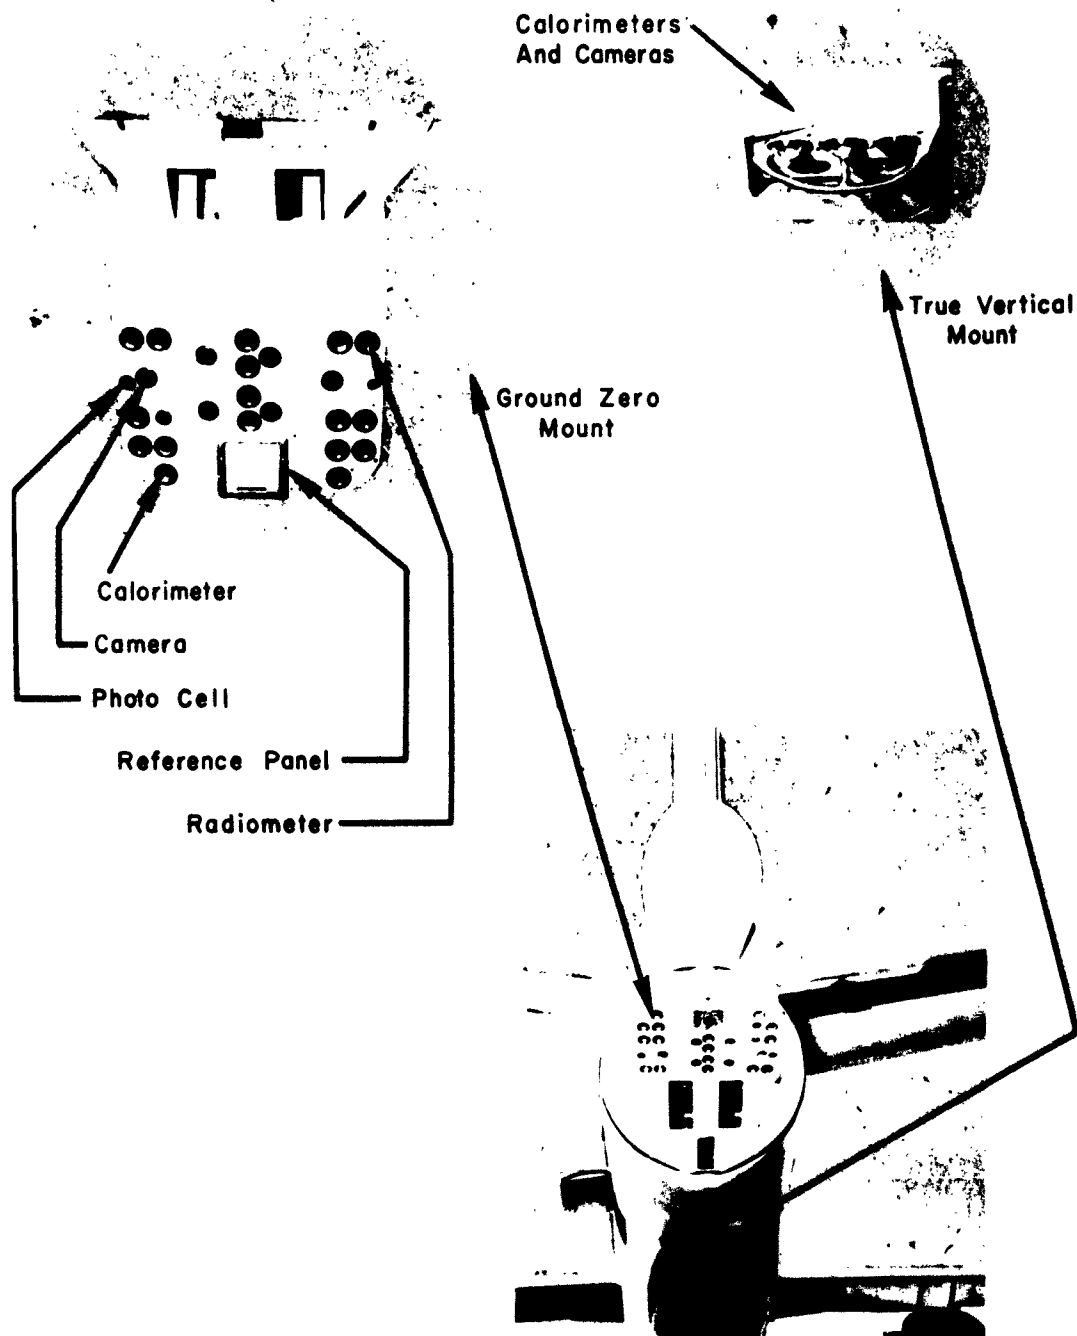 Calorimeters
And Cameras
True Vertical
Mount
Ground Zero
Mount
Calorimeter
Camera
Photo Cell
Reference Panel
Radiometer